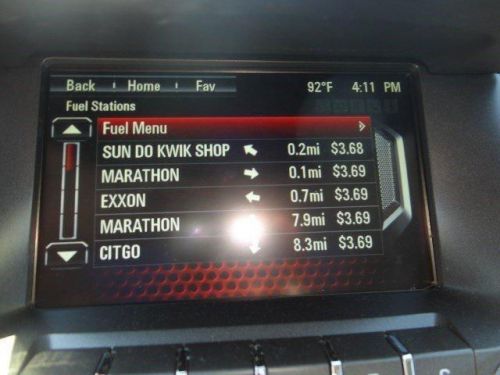 Back Home Fav 92°F 4:11 PM
Fuel Stations
Fuel Menu
SUN DO KWIK SHOP 0.2mi $3.68
MARATHON 0.1mi $3.69
EXXON 0.7mi $3.69
MARATHON 7.9mi $3.69
CITGO 8.3mi $3.69